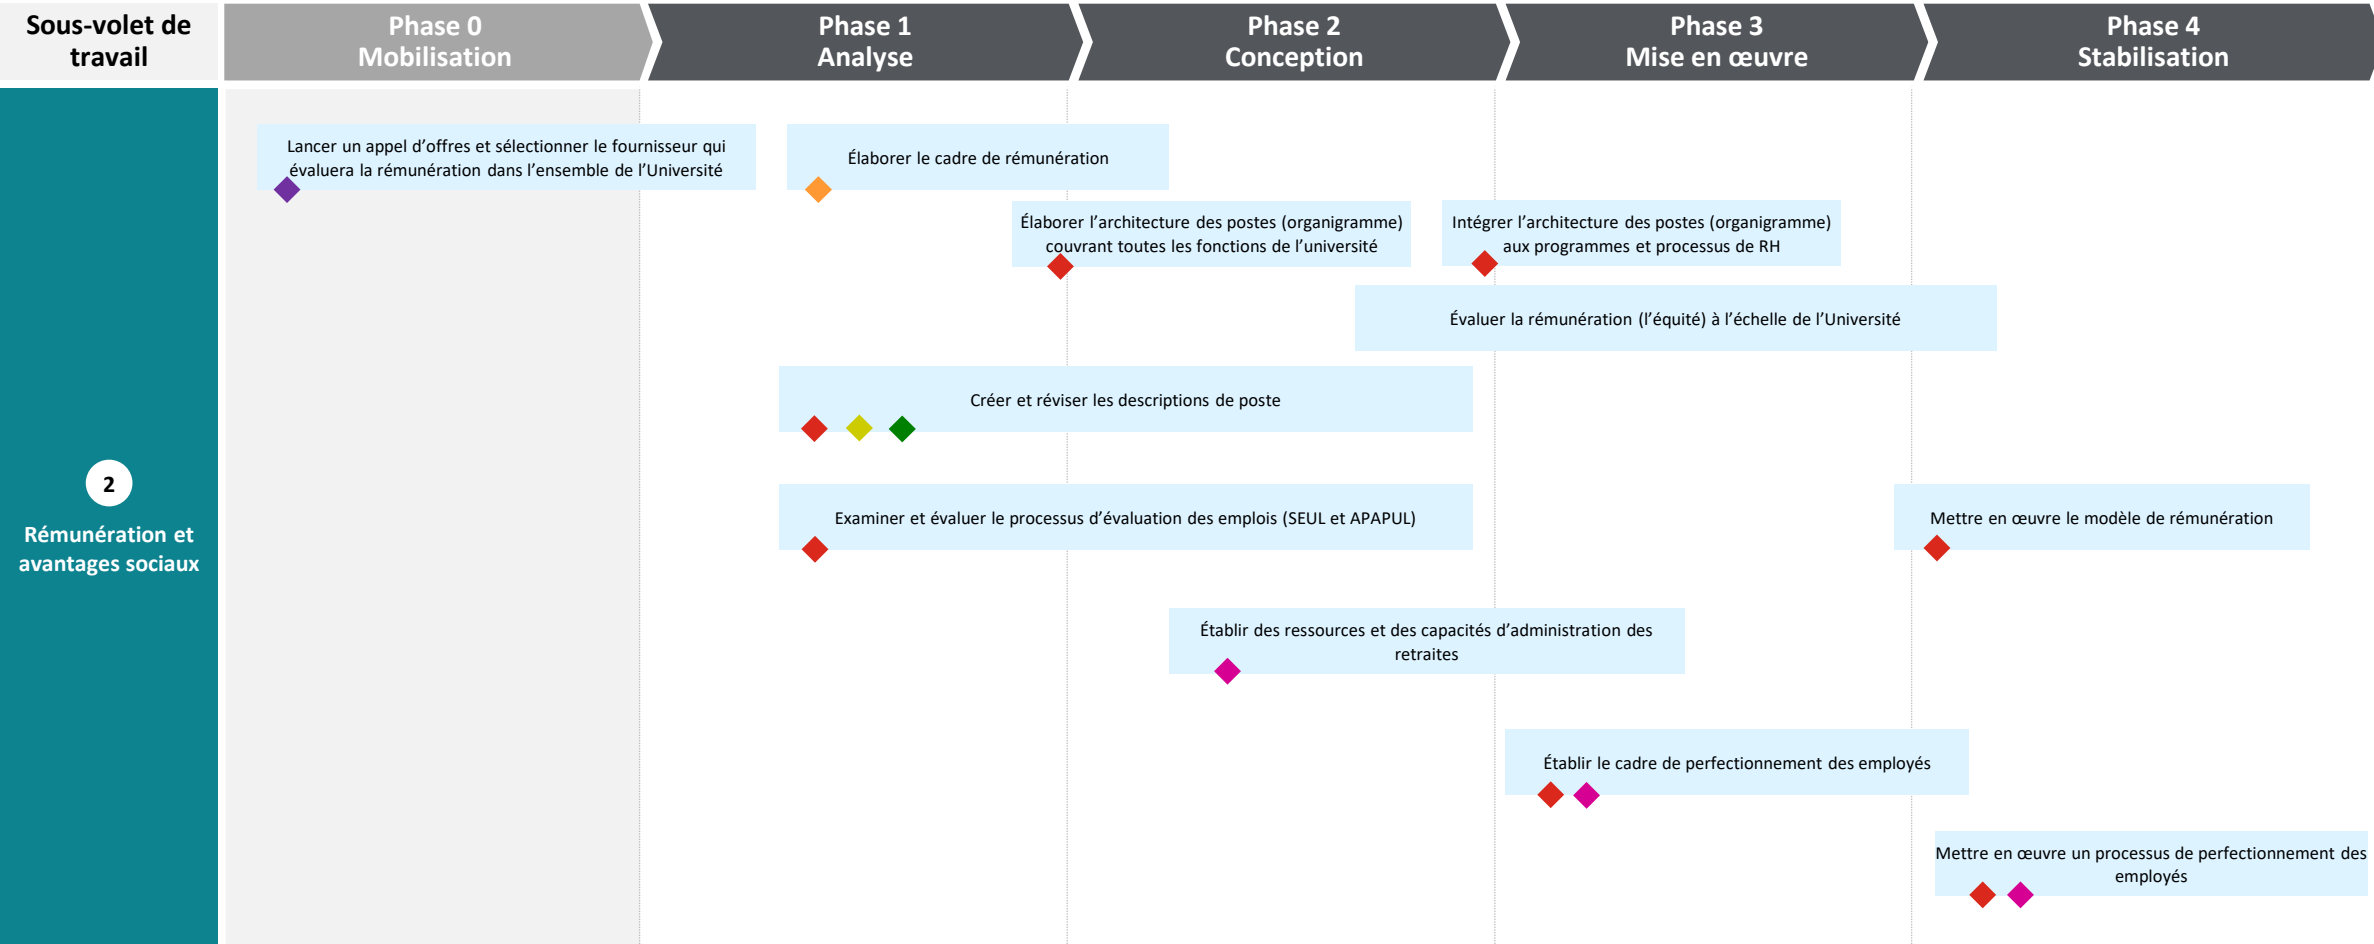 Sous-volet de
travail
Phase 0
Mobilisation
Phase 1
Analyse
Phase 2
Conception
Phase 3
Mise en œuvre
Phase 4
Stabilisation
2
Rémunération et
avantages sociaux
Lancer un appel d’offres et sélectionner le fournisseur qui
évaluera la rémunération dans l’ensemble de l’Université
Élaborer le cadre de rémunération
Élaborer l’architecture des postes (organigramme)
couvrant toutes les fonctions de l’université
Intégrer l’architecture des postes (organigramme)
aux programmes et processus de RH
Évaluer la rémunération (l’équité) à l’échelle de l’Université
Créer et réviser les descriptions de poste
Examiner et évaluer le processus d’évaluation des emplois (SEUL et APAPUL)
Mettre en œuvre le modèle de rémunération
Établir des ressources et des capacités d’administration des
retraites
Établir le cadre de perfectionnement des employés
Mettre en œuvre un processus de perfectionnement des
employés